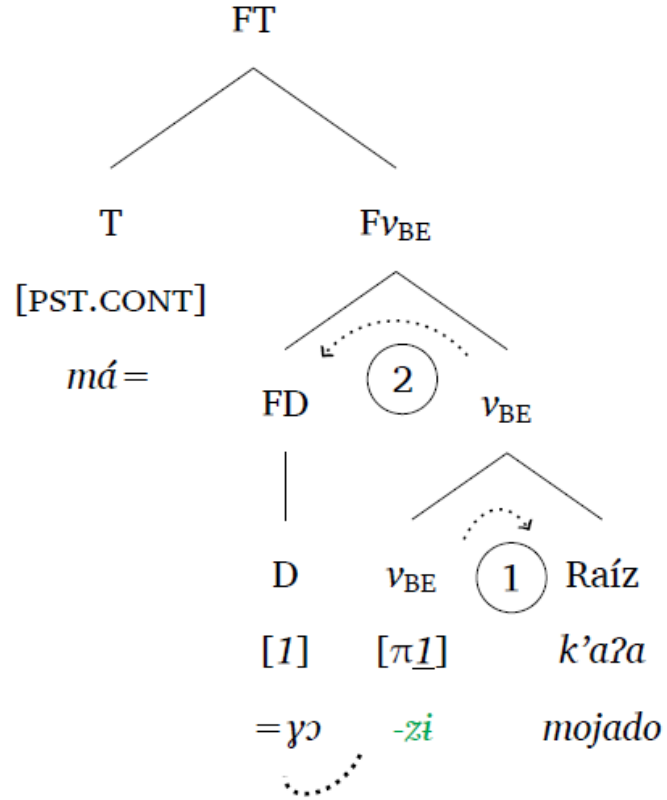 FT
T FvBE
[PST.CONT]
má=
2
FD vBE
D vBE 1 Raíz
[1] [π1] k’aʔa
=ɣɔ -zɨ mojado